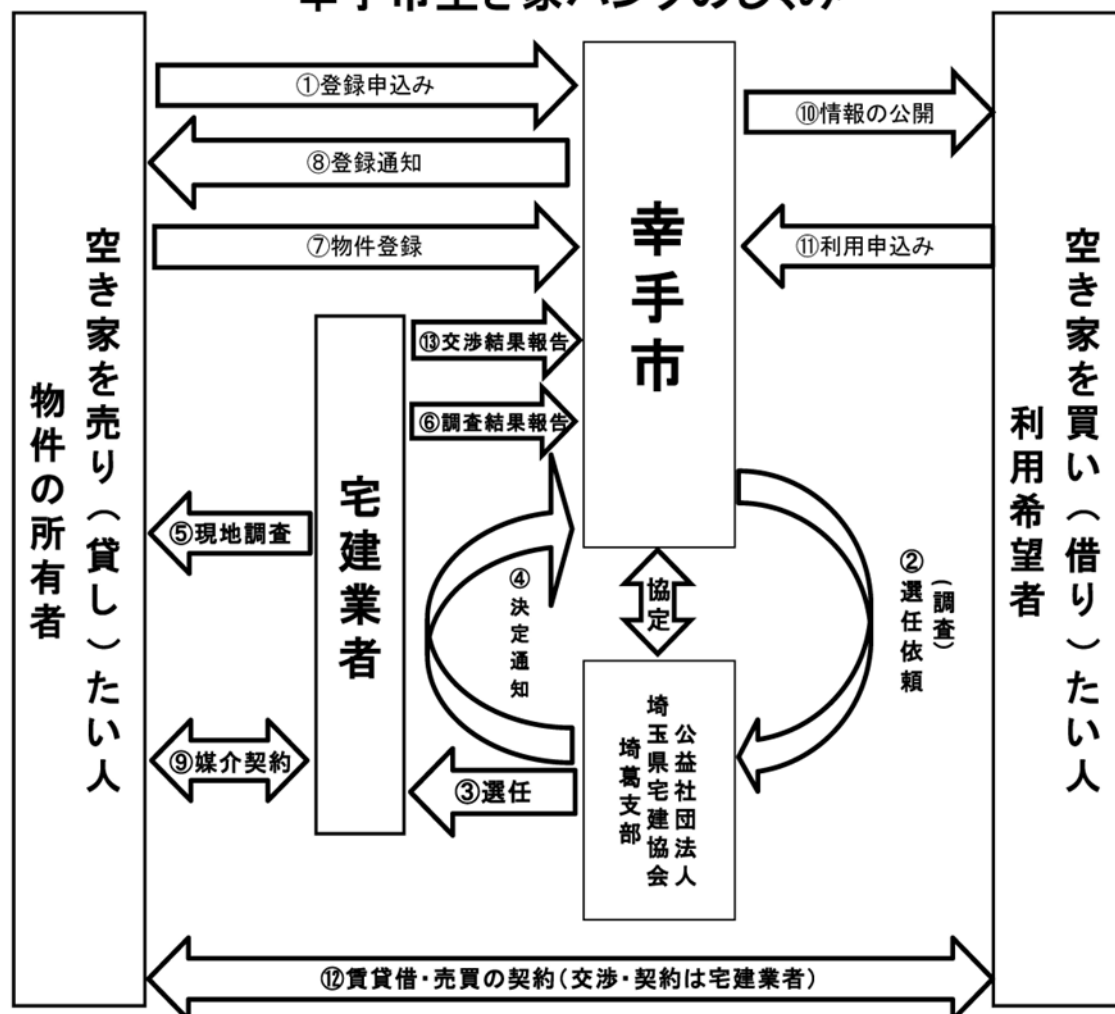 幸手市空き家バンクのしくみ
空き家を売り（貸し）たい人
物件の所有者
①登録申込み
⑧登録通知
⑦物件登録
⑬交渉結果報告
⑥調査結果報告
⑤現地調査
⑨媒介契約
宅建業者
④決定通知
③選任
幸手市
協定
公益社団法人
埼玉県宅建協会
埼葛支部
⑩情報の公開
⑪利用申込み
（調査）
②選任依頼
空き家を買い（借り）たい人
利用希望者
⑫賃貸借・売買の契約（交渉・契約は宅建業者）